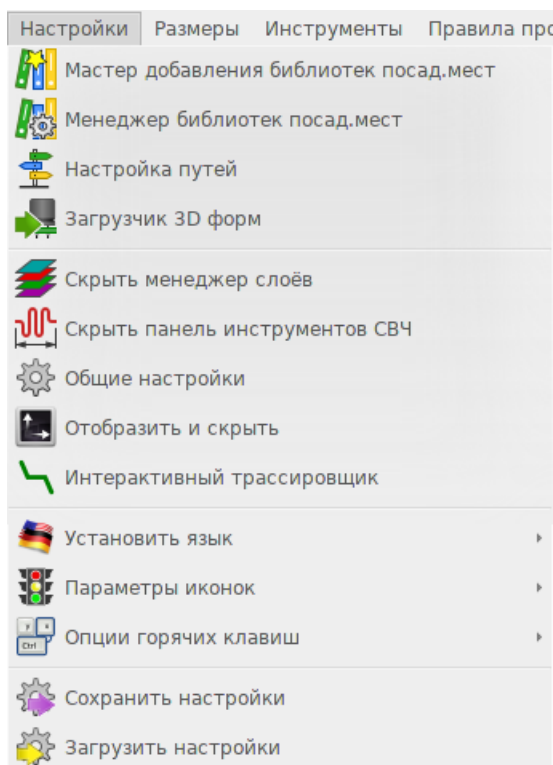 Настройки Размеры Инструменты Правила про
Мастер добавления библиотек посад.мест
Менеджер библиотек посад.мест
Настройка путей
Загрузчик 3D форм
Скрыть менеджер слоёв
Скрыть панель инструментов СВЧ
Общие настройки
Отобразить и скрыть
Интерактивный трассировщик
Установить язык
Параметры иконок
Опции горячих клавиш
Сохранить настройки
Загрузить настройки